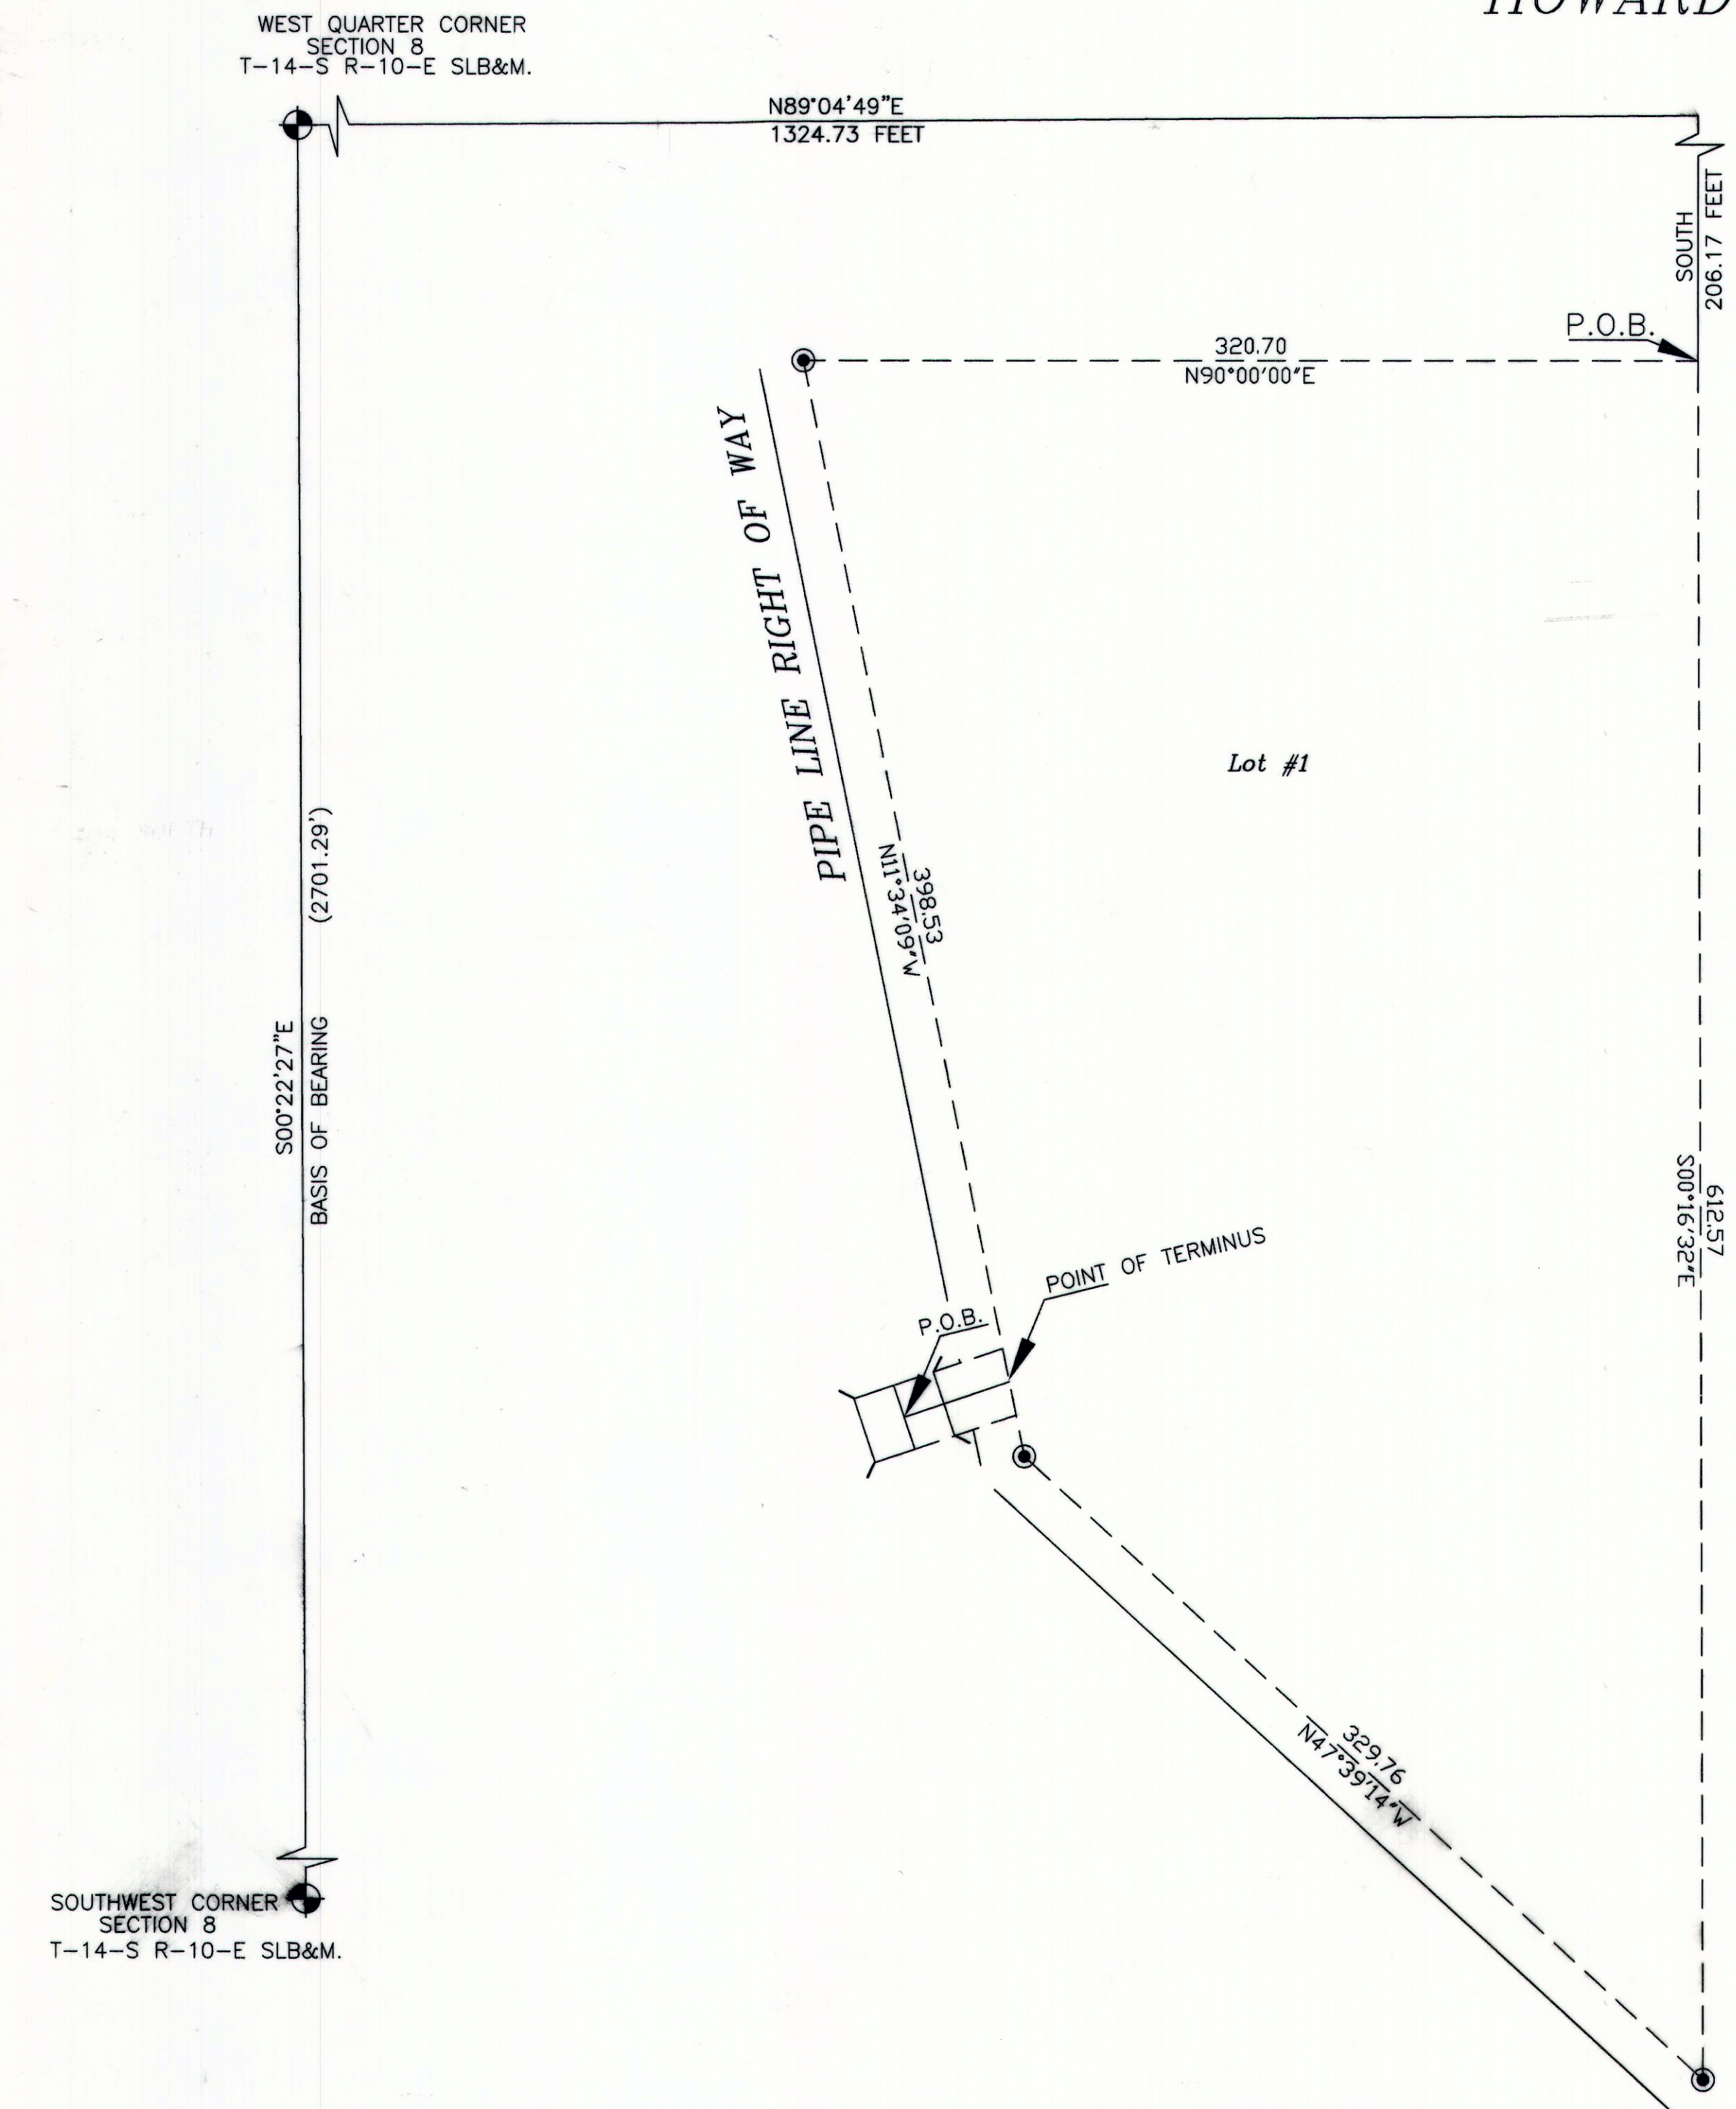 HOWARD
WEST QUARTER CORNER
SECTION 8
T-14-S R-10-E SLB&M.
N89°04'49"E
1324.73 FEET
SOUTH
206.17 FEET
P.O.B.
320.70
N90°00'00"E
PIPE LINE RIGHT OF WAY
Lot #1
398.53
N11°34'09"W
(2701.29')
S00°22'27"E
BASIS OF BEARING
612.57
S00°16'32"E
POINT OF TERMINUS
P.O.B.
329.76
N47°39'14"W
SOUTHWEST CORNER
SECTION 8
T-14-S R-10-E SLB&M.